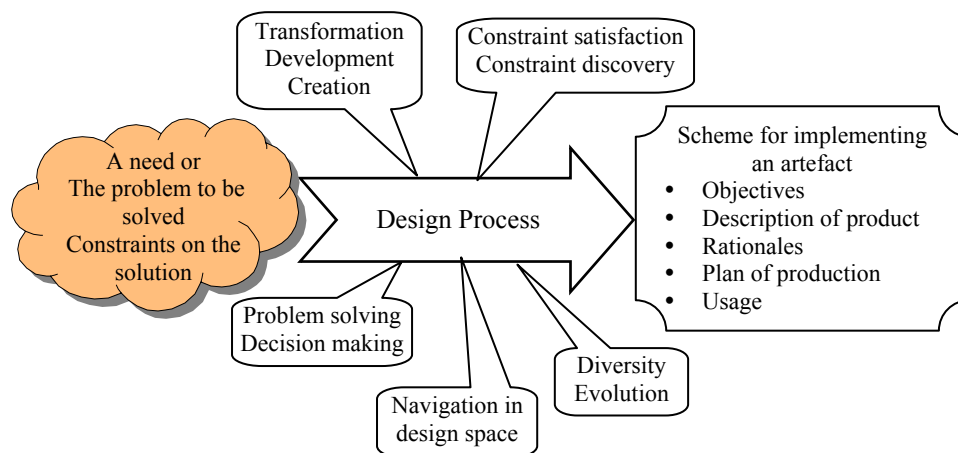 Transformation
Development
Creation
Constraint satisfaction
Constraint discovery
A need or
The problem to be
solved
Constraints on the
solution
Design Process
Scheme for implementing
an artefact
• Objectives
• Description of product
• Rationales
• Plan of production
• Usage
Problem solving
Decision making
Navigation in
design space
Diversity
Evolution